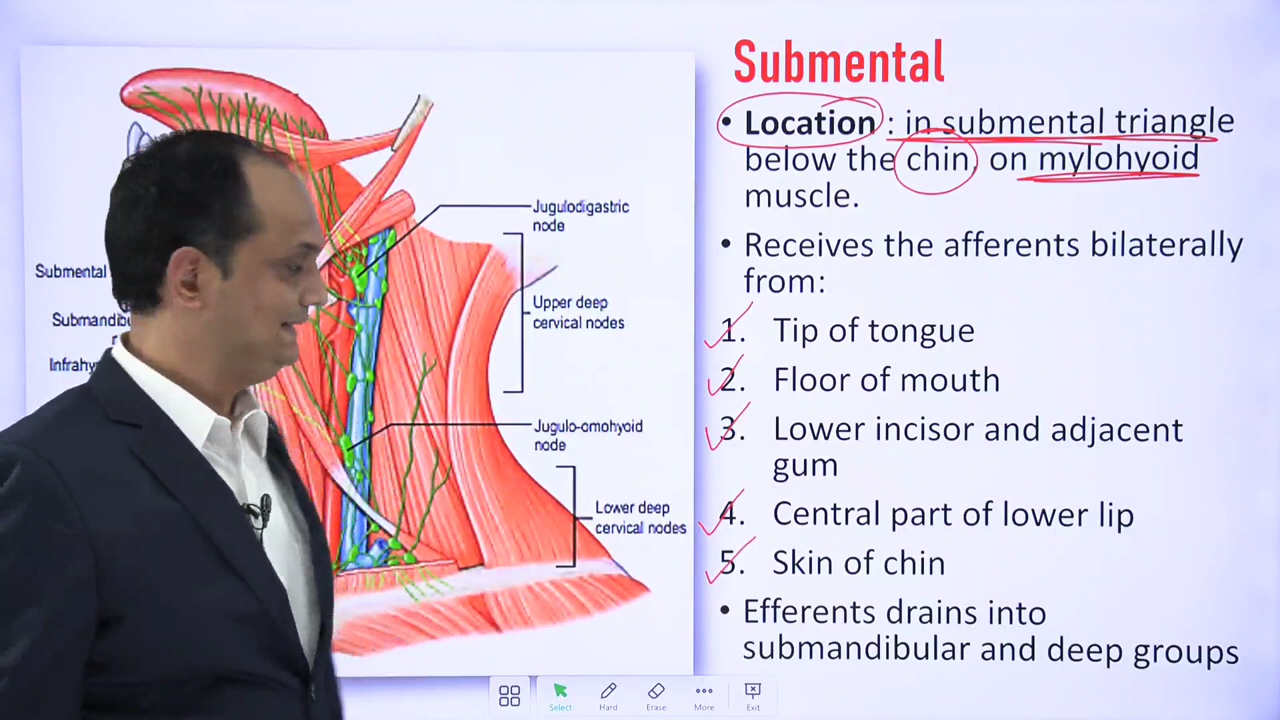 Submental
• Location : in submental triangle
below the chin, on mylohyoid
muscle.
• Receives the afferents bilaterally
from:
1. Tip of tongue
2. Floor of mouth
3. Lower incisor and adjacent
gum
4. Central part of lower lip
5. Skin of chin
• Efferents drains into
submandibular and deep groups
Jugulodigastric
node
Submental
Upper deep
cervical nodes
Jugulo-omohyoid
node
Lower deep
cervical nodes
Select
Hard
Erase
More
Exit